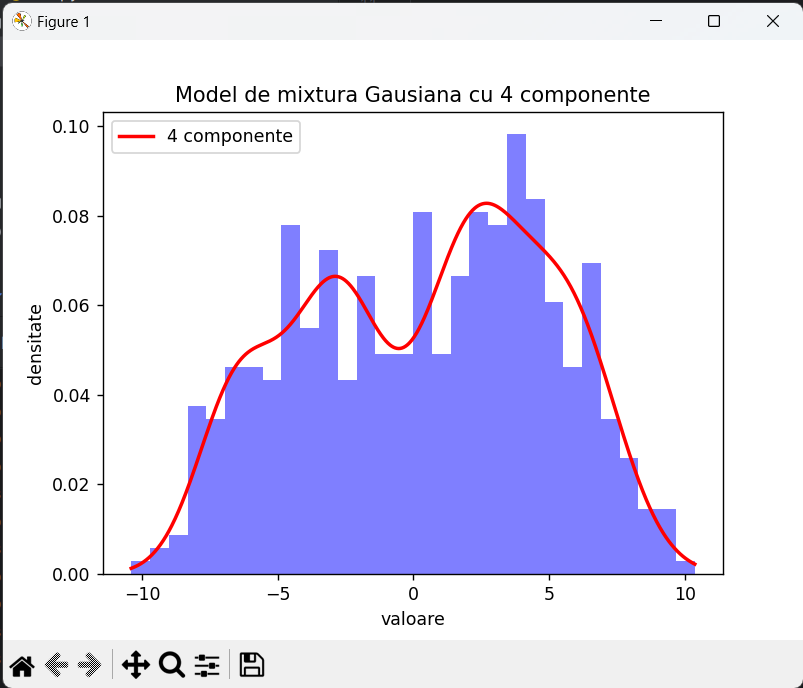 Figure 1
Model de mixtura Gausiana cu 4 componente
4 componente
densitate
0.10
0.08
0.06
0.04
0.02
0.00
−10 −5 0 5 10
valoare